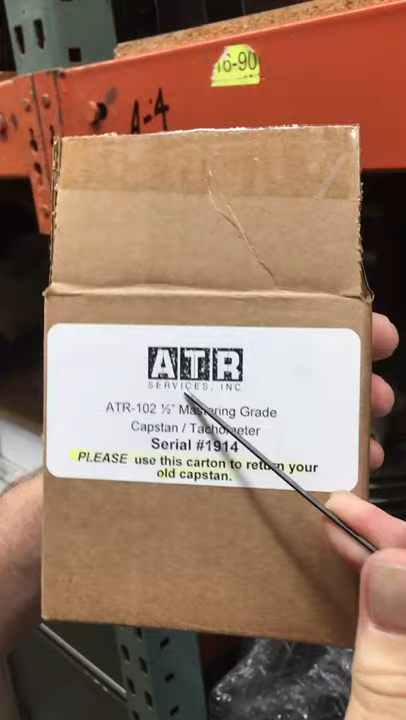 16-90
A-4
ATR
SERVICES, INC
ATR-102 ½" Mastering Grade
Capstan / Tachometer
Serial #1914
PLEASE use this carton to return your
old capstan.